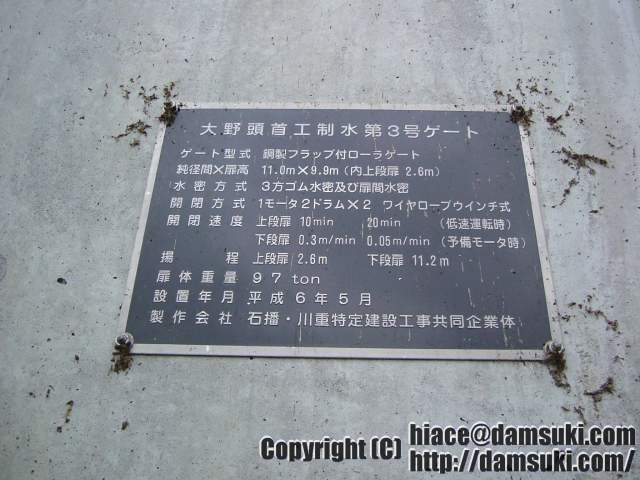 大野頭首工制水第3号ゲート
ゲート型式 鋼製フラップ付ローラゲート
純径間×扉高 11.0m×9.9m(内上段扉 2.6m)
水密方式 3方ゴム水密及び扉間水密
開閉方式 1モータ2ドラム×2 ワイヤロープウインチ式
開閉速度 上段扉 10min 20min (低速運転時)
下段扉 0.3m/min 0.05m/min (予備モータ時)
揚程 上段扉 2.6m 下段扉 11.2m
扉体重量 97ton
設置年月 平成6年5月
製作会社 石播・川重特定建設工事共同企業体
Copyright (C) hiace@damsuki.com
http://damsuki.com/